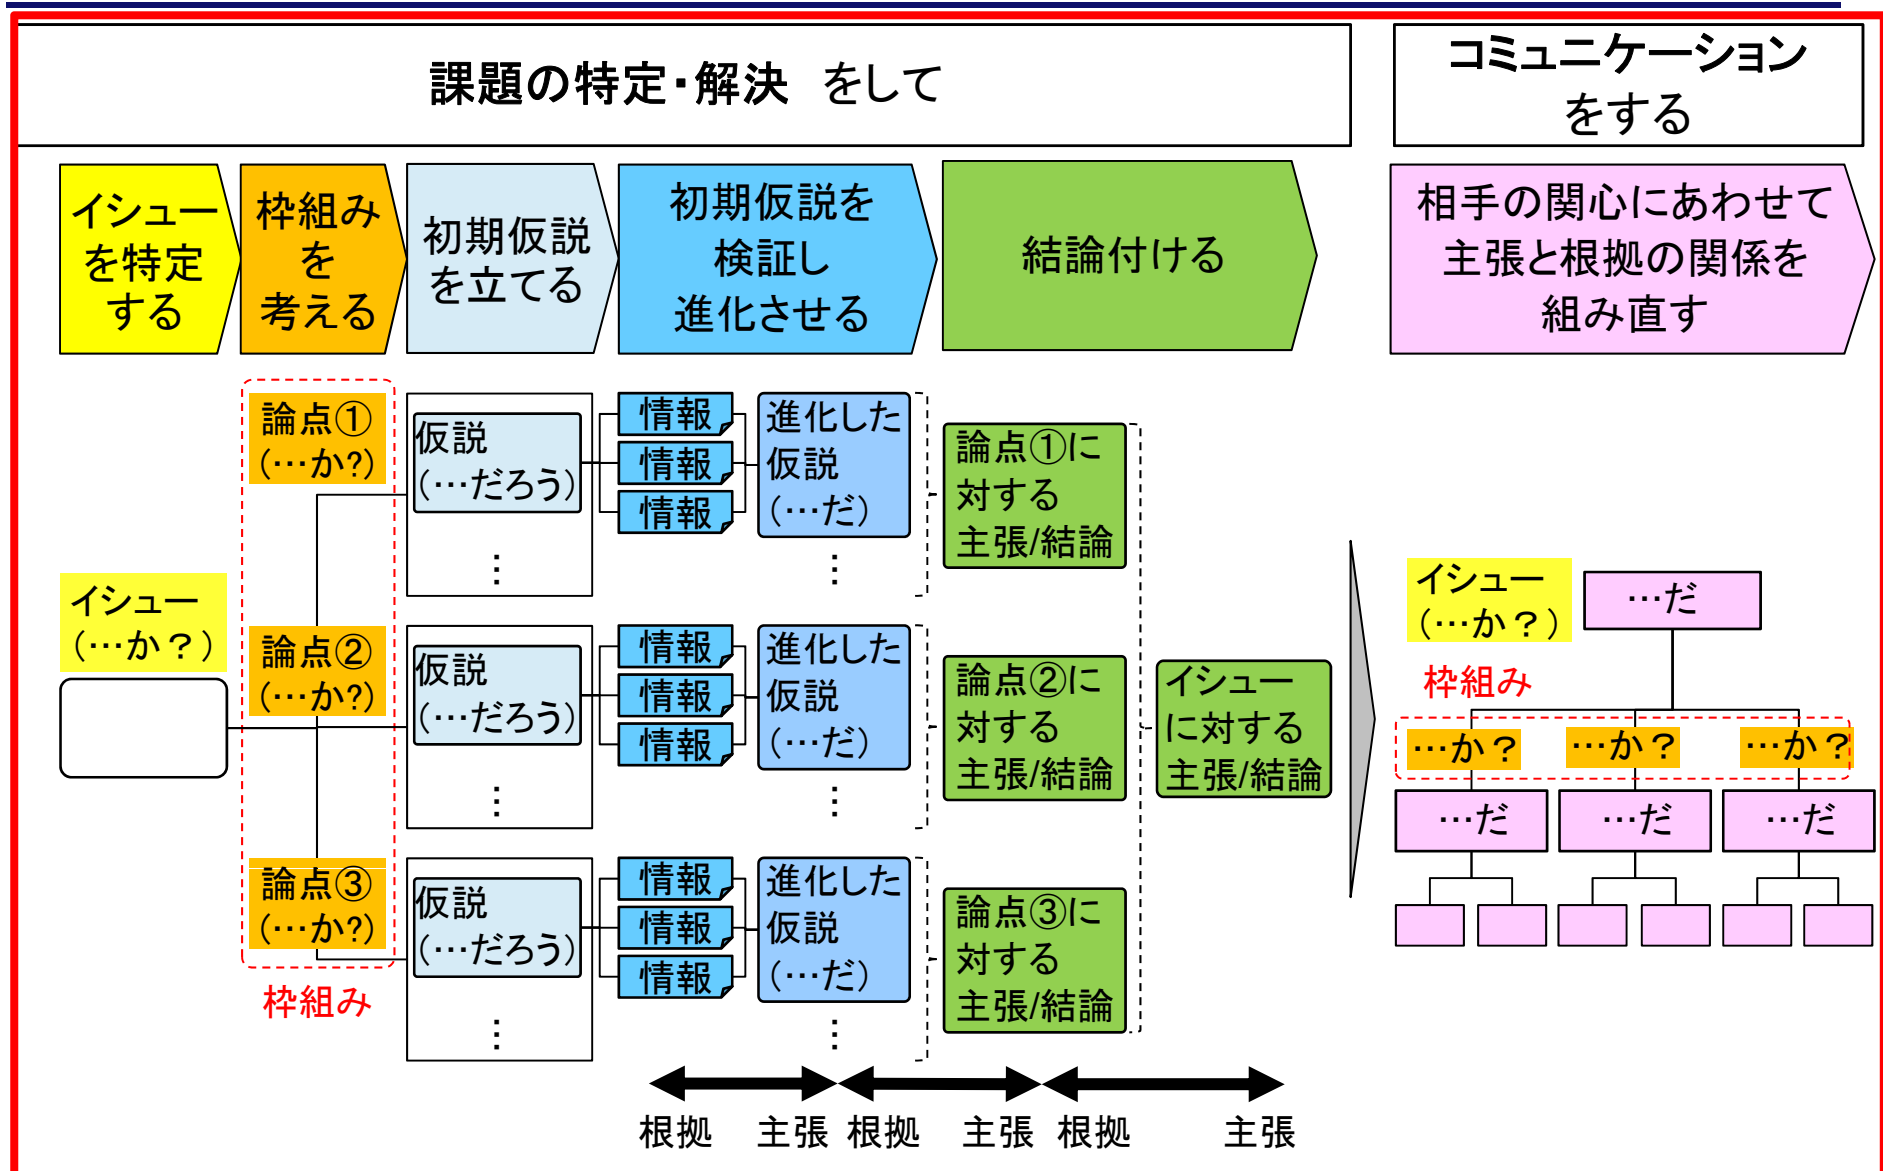 課題の特定・解決 をして
コミュニケーション
をする
イシュー
を特定
する
枠組み
を
考える
初期仮説
を立てる
初期仮説を
検証し
進化させる
結論付ける
相手の関心にあわせて
主張と根拠の関係を
組み直す
イシュー
(…か？)
論点①
(…か?)
論点②
(…か?)
論点③
(…か?)
枠組み
仮説
(…だろう)
⋮
情報
情報
情報
進化した
仮説
(…だ)
⋮
論点①に
対する
主張/結論
仮説
(…だろう)
⋮
情報
情報
情報
進化した
仮説
(…だ)
⋮
論点②に
対する
主張/結論
仮説
(…だろう)
⋮
情報
情報
情報
進化した
仮説
(…だ)
⋮
論点③に
対する
主張/結論
イシュー
に対する
主張/結論
根拠 主張 根拠 主張 根拠 主張
イシュー
(…か？)
…だ
枠組み
…か？ …か？ …か？
…だ …だ …だ